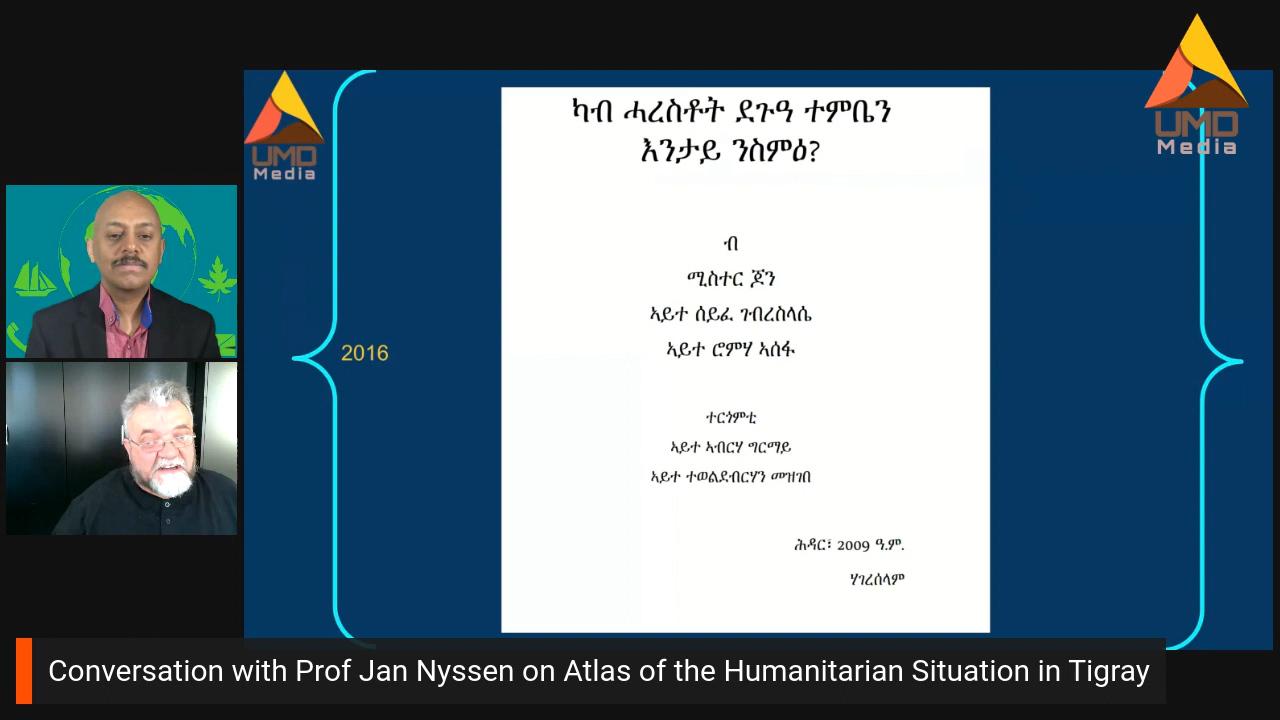 UMD
Media
UMD
Media
ካብ ሓረስቶት ደጉዓ ተምቤን
እንታይ ንስምዕ?
ብ
ሚስተር ጆን
ኣይተ ሰይፈ ገብረስላሴ
ኣይተ ሮምሃ ኣሰፋ
2016
ተርጎምቲ
ኣይተ ኣብርሃ ግርማይ
ኣይተ ተወልደብርሃን መዝገበ
ሕዳር፣ 2009 ዓ.ም.
ሃገረሰላም
Conversation with Prof Jan Nyssen on Atlas of the Humanitarian Situation in Tigray